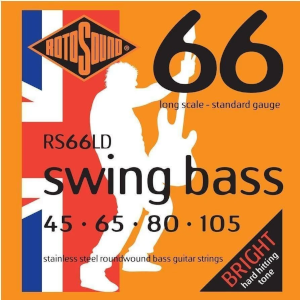 ROTOSOUND
66
long scale - standard gauge
RS66LD
swing bass
45 · 65 · 80 · 105
stainless steel roundwound bass guitar strings
BRIGHT
hard hitting
tone